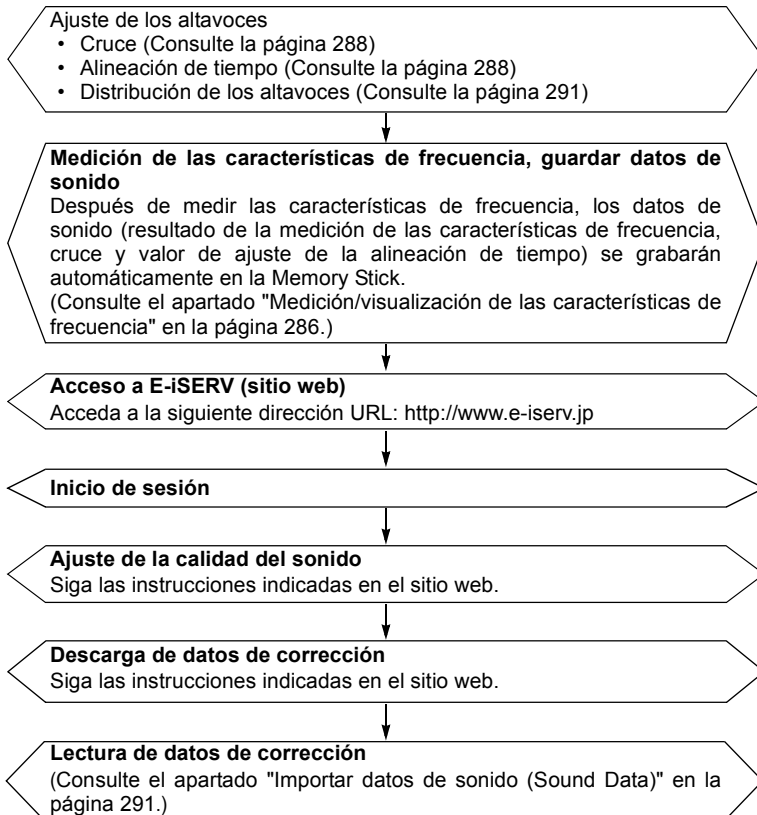 Ajuste de los altavoces
• Cruce (Consulte la página 288)
• Alineación de tiempo (Consulte la página 288)
• Distribución de los altavoces (Consulte la página 291)
Medición de las características de frecuencia, guardar datos de
sonido
Después de medir las características de frecuencia, los datos de
sonido (resultado de la medición de las características de frecuencia,
cruce y valor de ajuste de la alineación de tiempo) se grabarán
automáticamente en la Memory Stick.
(Consulte el apartado "Medición/visualización de las características de
frecuencia" en la página 286.)
Acceso a E-iSERV (sitio web)
Acceda a la siguiente dirección URL: http://www.e-iserv.jp
Inicio de sesión
Ajuste de la calidad del sonido
Siga las instrucciones indicadas en el sitio web.
Descarga de datos de corrección
Siga las instrucciones indicadas en el sitio web.
Lectura de datos de corrección
(Consulte el apartado "Importar datos de sonido (Sound Data)" en la
página 291.)